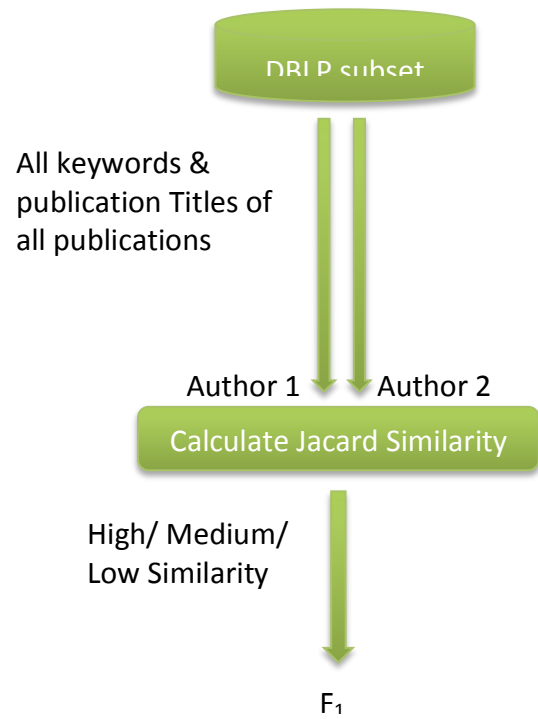 DBLP subset
All keywords &
publication Titles of
all publications
Author 1 Author 2
Calculate Jacard Similarity
High/ Medium/
Low Similarity
F₁